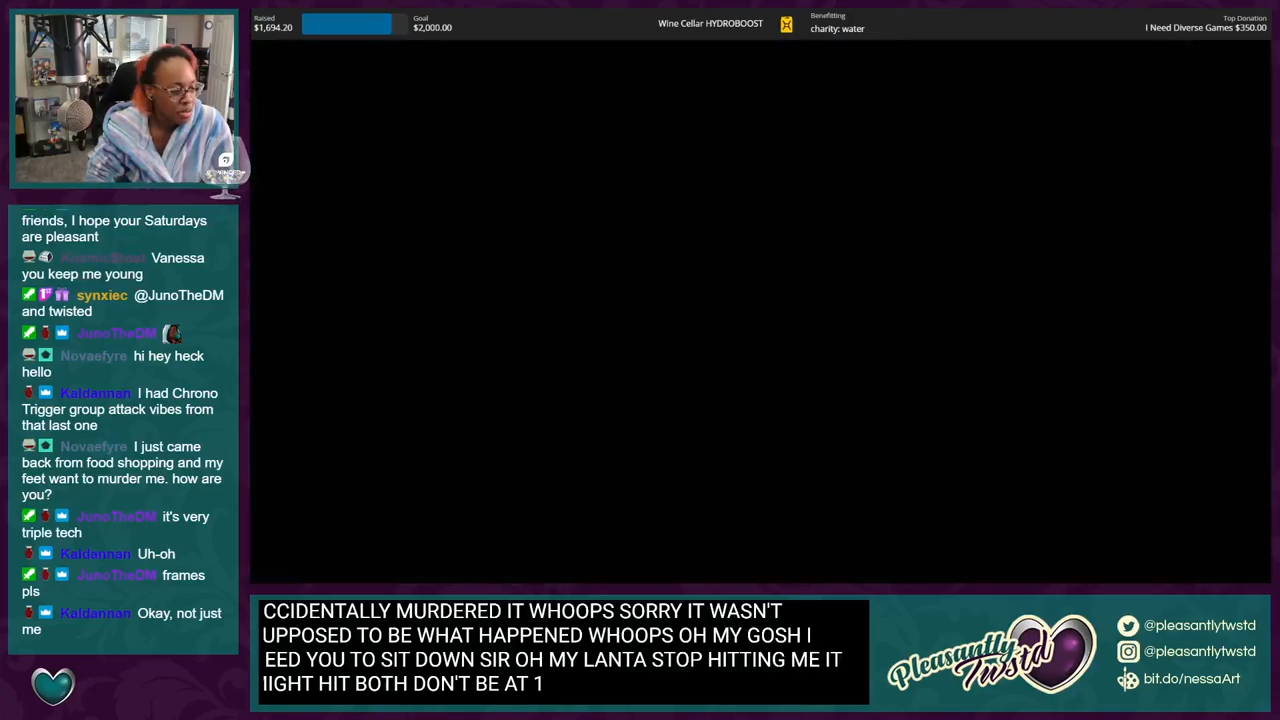 Raised
$1,694.20
Goal
$2,000.00
Wine Cellar HYDROBOOST
Benefitting
charity: water
Top Donation
I Need Diverse Games $350.00
friends, I hope your Saturdays
are pleasant
KosmicStoat Vanessa
you keep me young
synxiec @JunoTheDM
and twisted
JunoTheDM
Novaefyre hi hey heck
hello
Kaldannan I had Chrono
Trigger group attack vibes from
that last one
Novaefyre I just came
back from food shopping and my
feet want to murder me. how are
you?
JunoTheDM it's very
triple tech
Kaldannan Uh-oh
JunoTheDM frames
pls
Kaldannan Okay, not just
me
CCIDENTALLY MURDERED IT WHOOPS SORRY IT WASN'T
UPPOSED TO BE WHAT HAPPENED WHOOPS OH MY GOSH I
EED YOU TO SIT DOWN SIR OH MY LANTA STOP HITTING ME IT
IIGHT HIT BOTH DON'T BE AT 1
Pleasantly
Twstd
@pleasantlytwstd
@pleasantlytwstd
bit.do/nessaArt